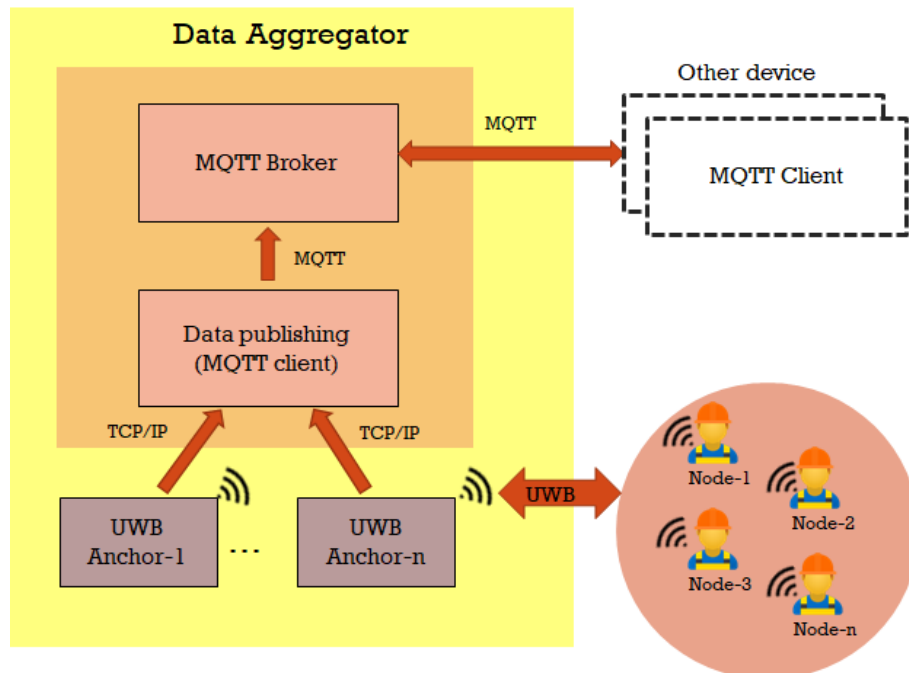 Data Aggregator
Other device
MQTT
MQTT Broker
MQTT Client
MQTT
Data publishing
(MQTT client)
TCP/IP
TCP/IP
UWB
Anchor-1
...
UWB
Anchor-n
UWB
Node-1
Node-2
Node-3
Node-n